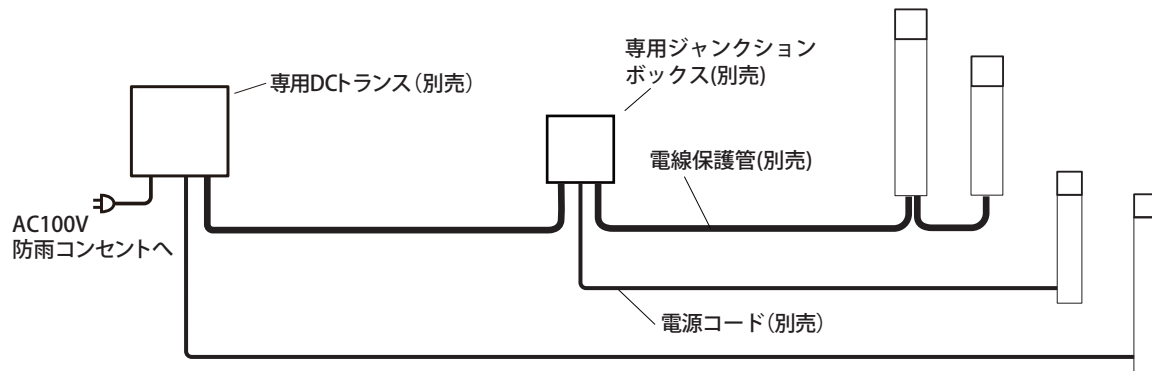 専用DCトランス（別売）
専用ジャンクション
ボックス(別売)
電線保護管(別売)
AC100V
防雨コンセントへ
電源コード（別売）